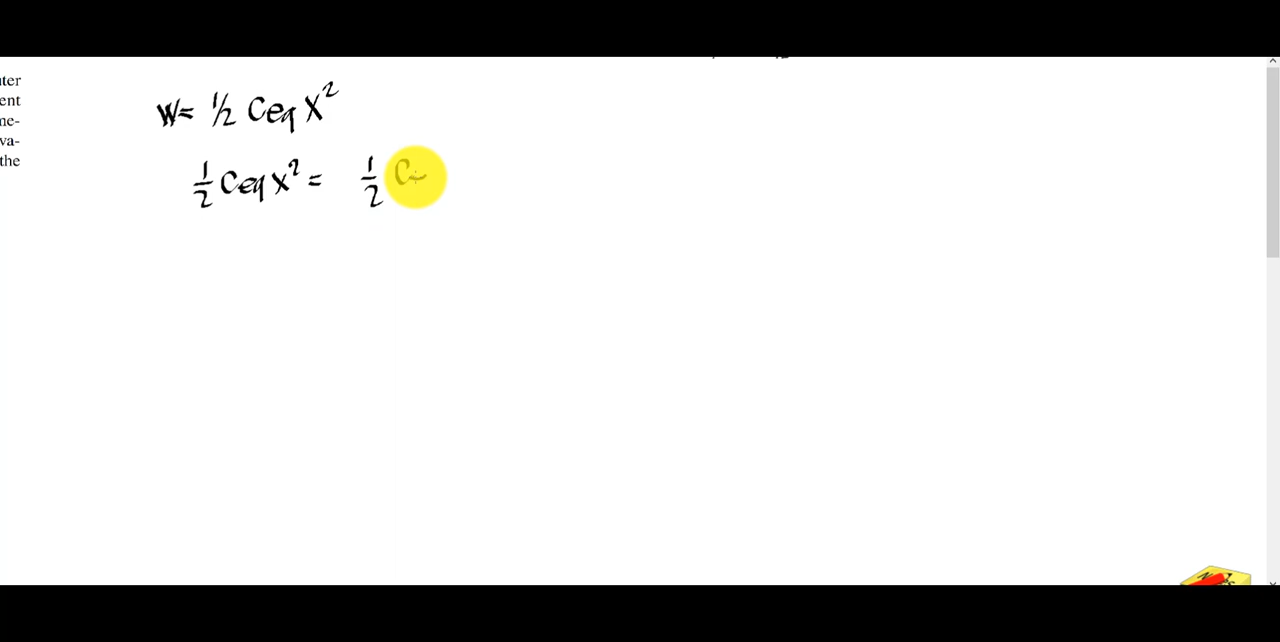 ter
ent
ne-
va-
the
W= ½ Ceq X²
½ Ceq X² = ½ C